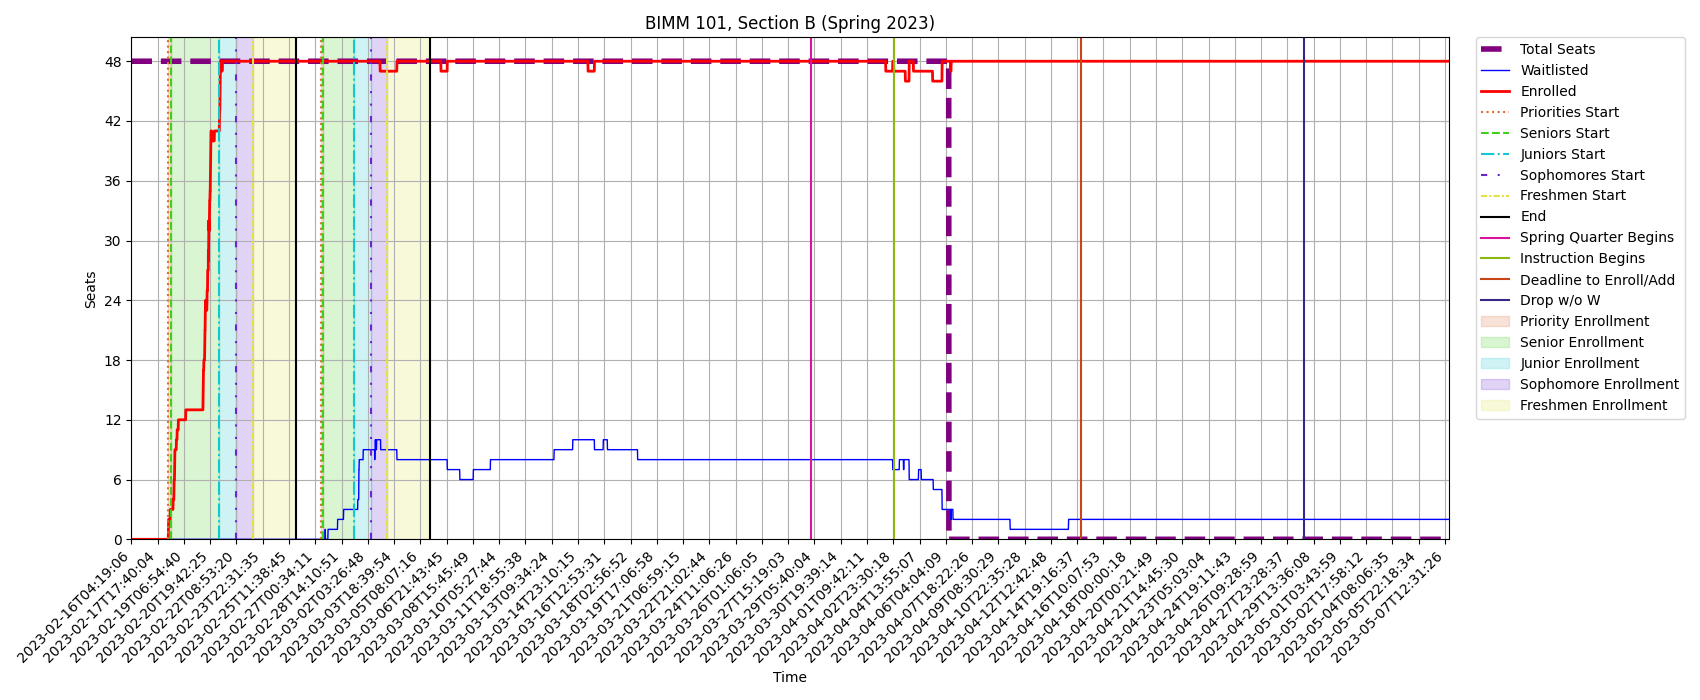 BIMM 101, Section B (Spring 2023)
Seats
48
42
36
30
24
18
12
6
0
2023-02-16T04:19:06
2023-02-17T17:40:04
2023-02-19T06:54:40
2023-02-20T19:42:25
2023-02-22T08:53:20
2023-02-23T22:31:35
2023-02-25T11:38:45
2023-02-27T00:34:11
2023-02-28T14:10:51
2023-03-02T03:26:48
2023-03-03T18:39:54
2023-03-05T08:07:16
2023-03-06T21:43:45
2023-03-08T15:45:49
2023-03-10T05:27:44
2023-03-11T18:55:38
2023-03-13T09:34:24
2023-03-14T23:10:15
2023-03-16T12:53:31
2023-03-18T02:56:52
2023-03-19T17:06:58
2023-03-21T06:59:15
2023-03-22T21:02:44
2023-03-24T11:06:26
2023-03-26T01:06:05
2023-03-27T15:19:03
2023-03-29T05:40:04
2023-03-30T19:39:14
2023-04-01T09:42:11
2023-04-02T23:30:18
2023-04-04T13:55:07
2023-04-06T04:04:09
2023-04-07T18:22:26
2023-04-09T08:30:29
2023-04-10T22:35:28
2023-04-12T12:42:48
2023-04-14T19:16:37
2023-04-16T10:07:53
2023-04-18T00:00:18
2023-04-20T00:21:49
2023-04-21T14:45:30
2023-04-23T05:03:04
2023-04-24T19:11:43
2023-04-26T09:28:59
2023-04-27T23:28:37
2023-04-29T13:36:08
2023-05-01T03:43:59
2023-05-02T17:58:12
2023-05-04T08:06:35
2023-05-05T22:18:34
2023-05-07T12:31:26
Time
Total Seats
Waitlisted
Enrolled
Priorities Start
Seniors Start
Juniors Start
Sophomores Start
Freshmen Start
End
Spring Quarter Begins
Instruction Begins
Deadline to Enroll/Add
Drop w/o W
Priority Enrollment
Senior Enrollment
Junior Enrollment
Sophomore Enrollment
Freshmen Enrollment